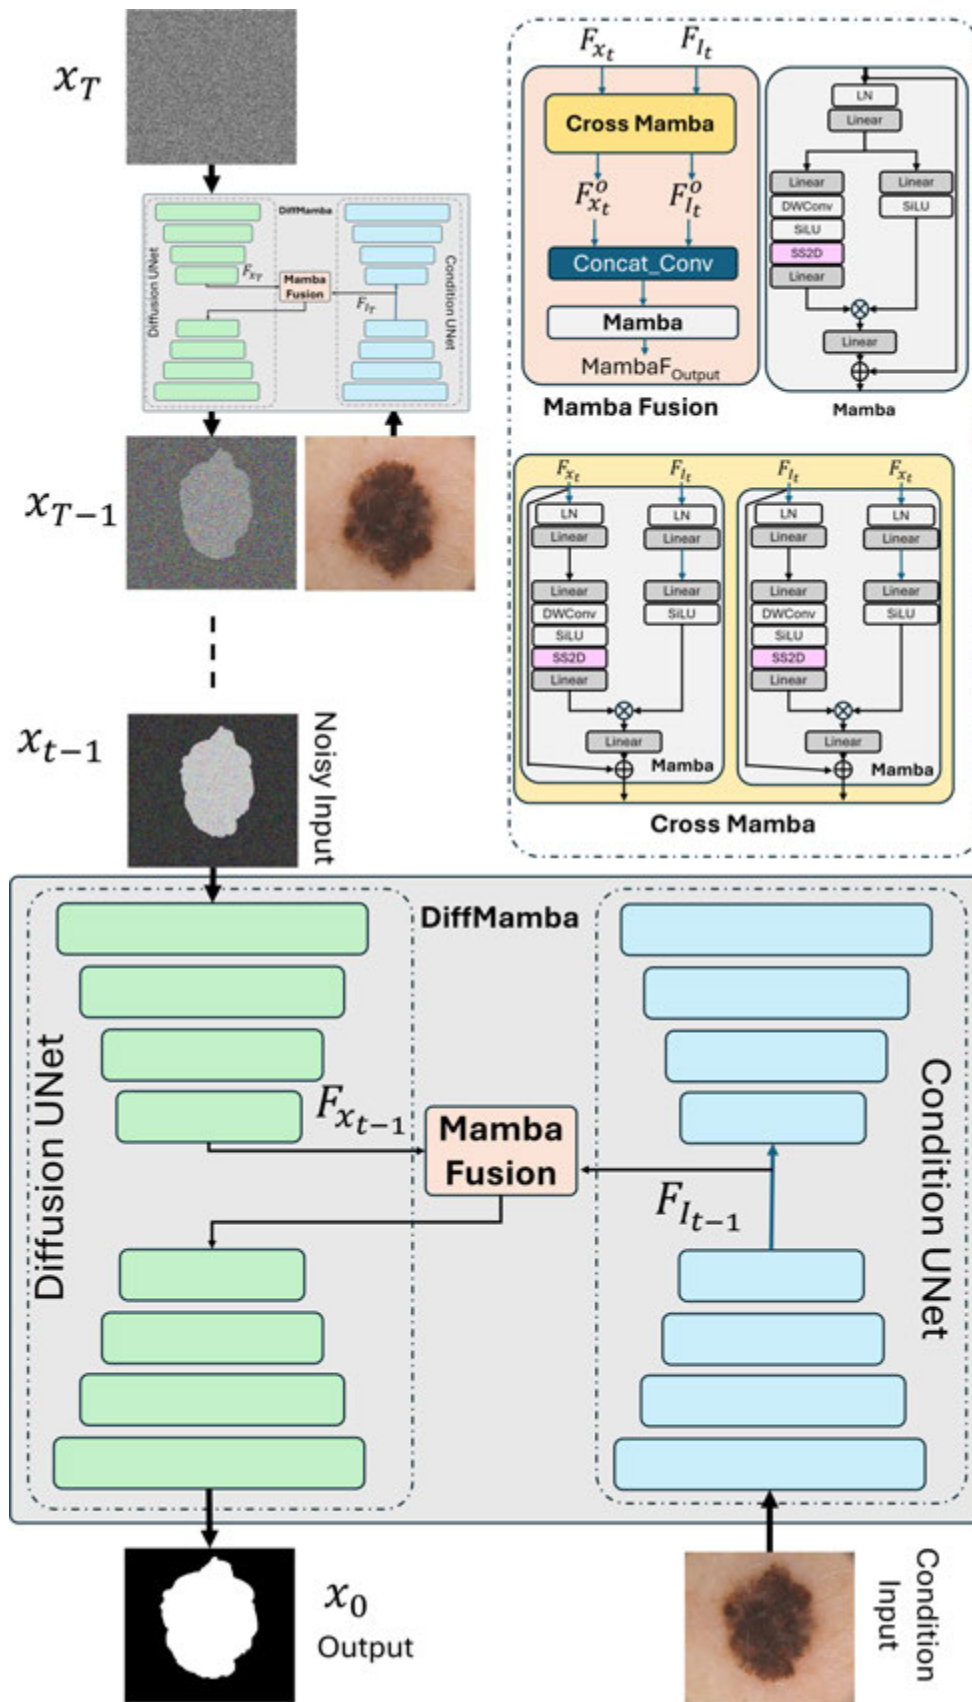 x_T
DiffMamba
Diffusion UNet
F_{x_T}
Mamba
Fusion
F_{I_T}
Condition UNet
x_{T−1}
x_{t−1}
Noisy Input
F_{x_t} F_{I_t}
Cross Mamba
F^o_{x_t} F^o_{I_t}
Concat_Conv
Mamba
MambaF_{Output}
Mamba Fusion
LN
Linear
Linear
DWConv
SiLU
SS2D
Linear
Linear
SiLU
⊗
Linear
⊕
Mamba
F_{x_t} F_{I_t}
LN
Linear
Linear
DWConv
SiLU
SS2D
Linear
LN
Linear
Linear
SiLU
⊗
Linear
⊕
Mamba
F_{I_t} F_{x_t}
LN
Linear
Linear
DWConv
SiLU
SS2D
Linear
LN
Linear
Linear
SiLU
⊗
Linear
⊕
Mamba
Cross Mamba
DiffMamba
Diffusion UNet
F_{x_{t−1}}
Mamba
Fusion
F_{I_{t−1}}
Condition UNet
x_0
Output
Condition
Input